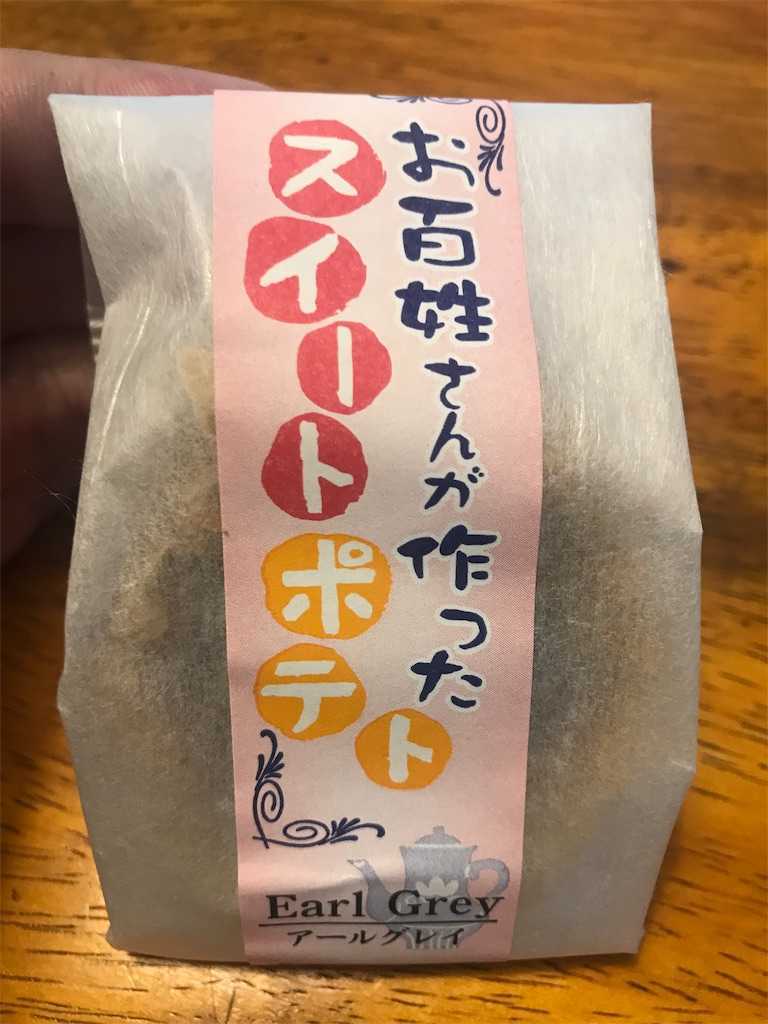 お百姓さんが作った
スイートポテト
Earl Grey
アールグレイ